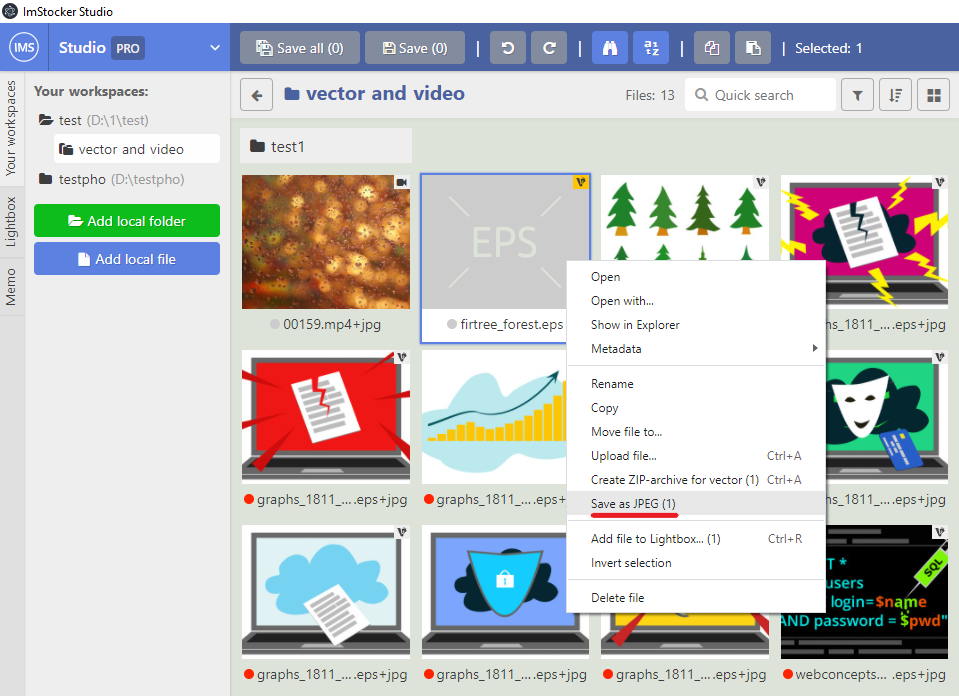 ImStocker Studio
IMS Studio PRO
Save all (0) Save (0) Selected: 1
Your workspaces
Lightbox
Memo
Your workspaces:
test (D:\1\test)
vector and video
testpho (D:\testpho)
Add local folder
Add local file
vector and video
Files: 13
Quick search
test1
EPS
00159.mp4+jpg
firtree_forest.eps
hs_1811_....eps+jpg
Open
Open with...
Show in Explorer
Metadata
Rename
Copy
Move file to...
Upload file... Ctrl+A
Create ZIP-archive for vector (1) Ctrl+A
Save as JPEG (1)
Add file to Lightbox... (1) Ctrl+R
Invert selection
Delete file
graphs_1811_....eps+jpg
graphs_1811_....eps+
hs_1811_....eps+jpg
T *
users
login=$name
AND password = $pwd"
SQL
graphs_1811_....eps+jpg
graphs_1811_....eps+jpg
graphs_1811_....eps+jpg
webconcepts... .eps+jpg